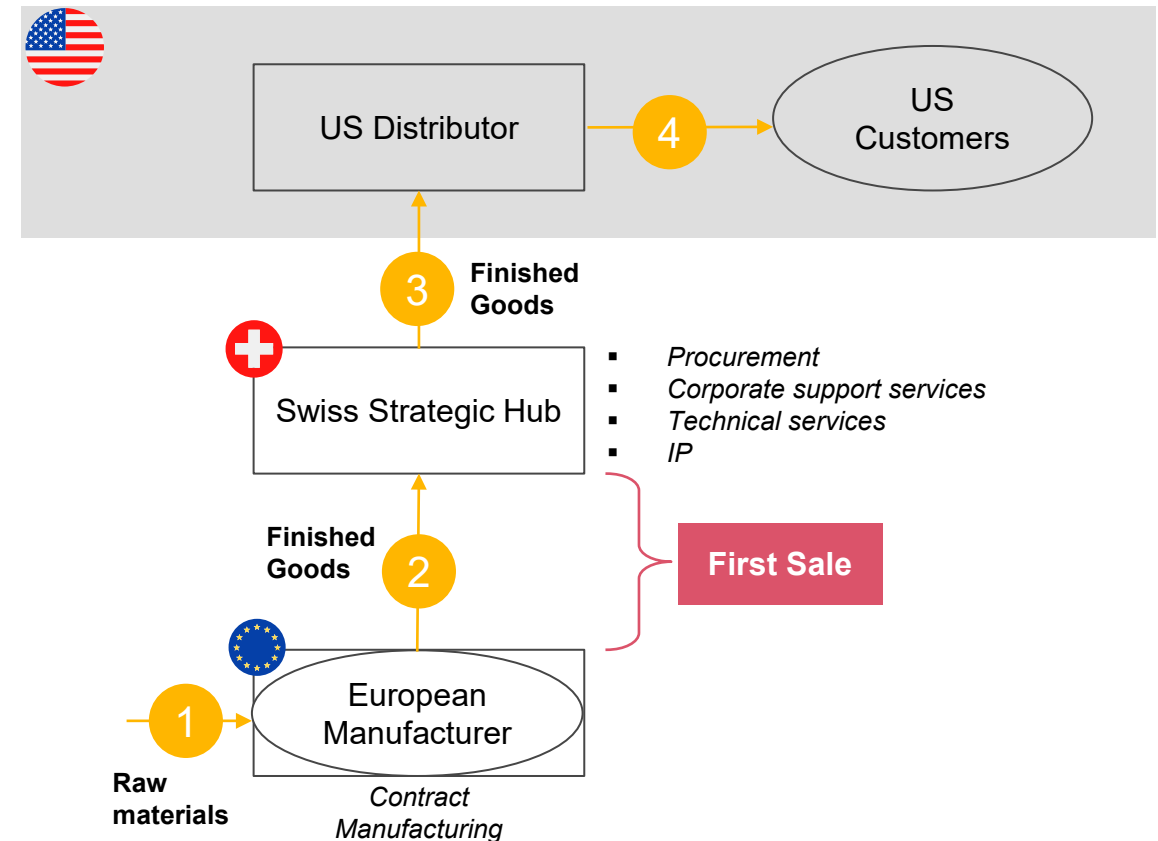 US Distributor
4
US
Customers
3
Finished
Goods
Swiss Strategic Hub
▪ Procurement
▪ Corporate support services
▪ Technical services
▪ IP
Finished
Goods
2
First Sale
European
Manufacturer
1
Raw
materials
Contract
Manufacturing